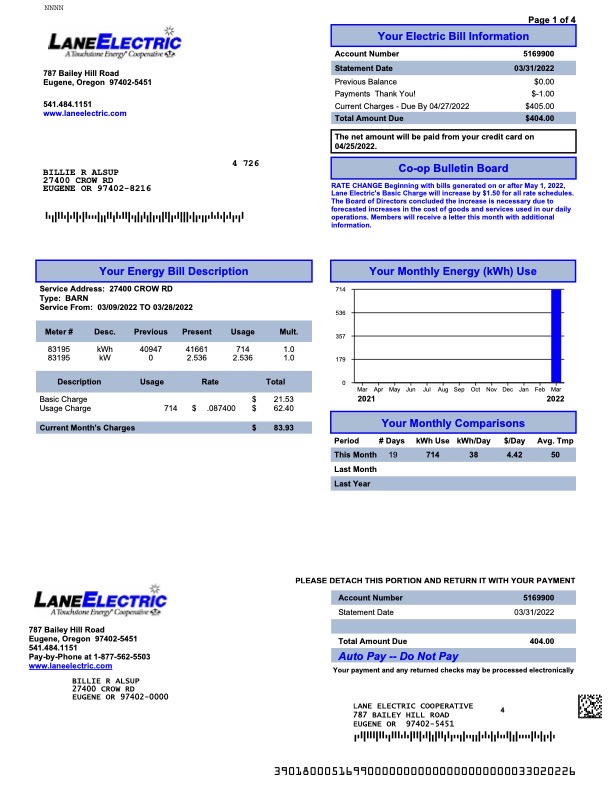 NNNN
Page 1 of 4
LANEELECTRIC
A Touchstone Energy® Cooperative
787 Bailey Hill Road
Eugene, Oregon 97402-5451
541.484.1151
www.laneelectric.com
Your Electric Bill Information
Account Number 5169900
Statement Date 03/31/2022
Previous Balance $0.00
Payments Thank You! $-1.00
Current Charges - Due By 04/27/2022 $405.00
Total Amount Due $404.00
The net amount will be paid from your credit card on
04/25/2022.
4 726
BILLIE R ALSUP
27400 CROW RD
EUGENE OR 97402-8216
Co-op Bulletin Board
RATE CHANGE Beginning with bills generated on or after May 1, 2022,
Lane Electric's Basic Charge will increase by $1.50 for all rate schedules.
The Board of Directors concluded the increase is necessary due to
forecasted increases in the cost of goods and services used in our daily
operations. Members will receive a letter this month with additional
information.
Your Energy Bill Description
Service Address: 27400 CROW RD
Type: BARN
Service From: 03/09/2022 TO 03/28/2022
Meter # Desc. Previous Present Usage Mult.
83195 kWh 40947 41661 714 1.0
83195 kW 0 2.536 2.536 1.0
Description Usage Rate Total
Basic Charge $ 21.53
Usage Charge 714 $ .087400 $ 62.40
Current Month's Charges $ 83.93
Your Monthly Energy (kWh) Use
714
536
357
179
0
Mar Apr May Jun Jul Aug Sep Oct Nov Dec Jan Feb Mar
2021 2022
Your Monthly Comparisons
Period # Days kWh Use kWh/Day $/Day Avg. Tmp
This Month 19 714 38 4.42 50
Last Month
Last Year
PLEASE DETACH THIS PORTION AND RETURN IT WITH YOUR PAYMENT
LANEELECTRIC
A Touchstone Energy® Cooperative
787 Bailey Hill Road
Eugene, Oregon 97402-5451
541.484.1151
Pay-by-Phone at 1-877-562-5503
www.laneelectric.com
BILLIE R ALSUP
27400 CROW RD
EUGENE OR 97402-0000
Account Number 5169900
Statement Date 03/31/2022
Total Amount Due 404.00
Auto Pay -- Do Not Pay
Your payment and any returned checks may be processed electronically
LANE ELECTRIC COOPERATIVE 4
787 BAILEY HILL ROAD
EUGENE OR 97402-5451